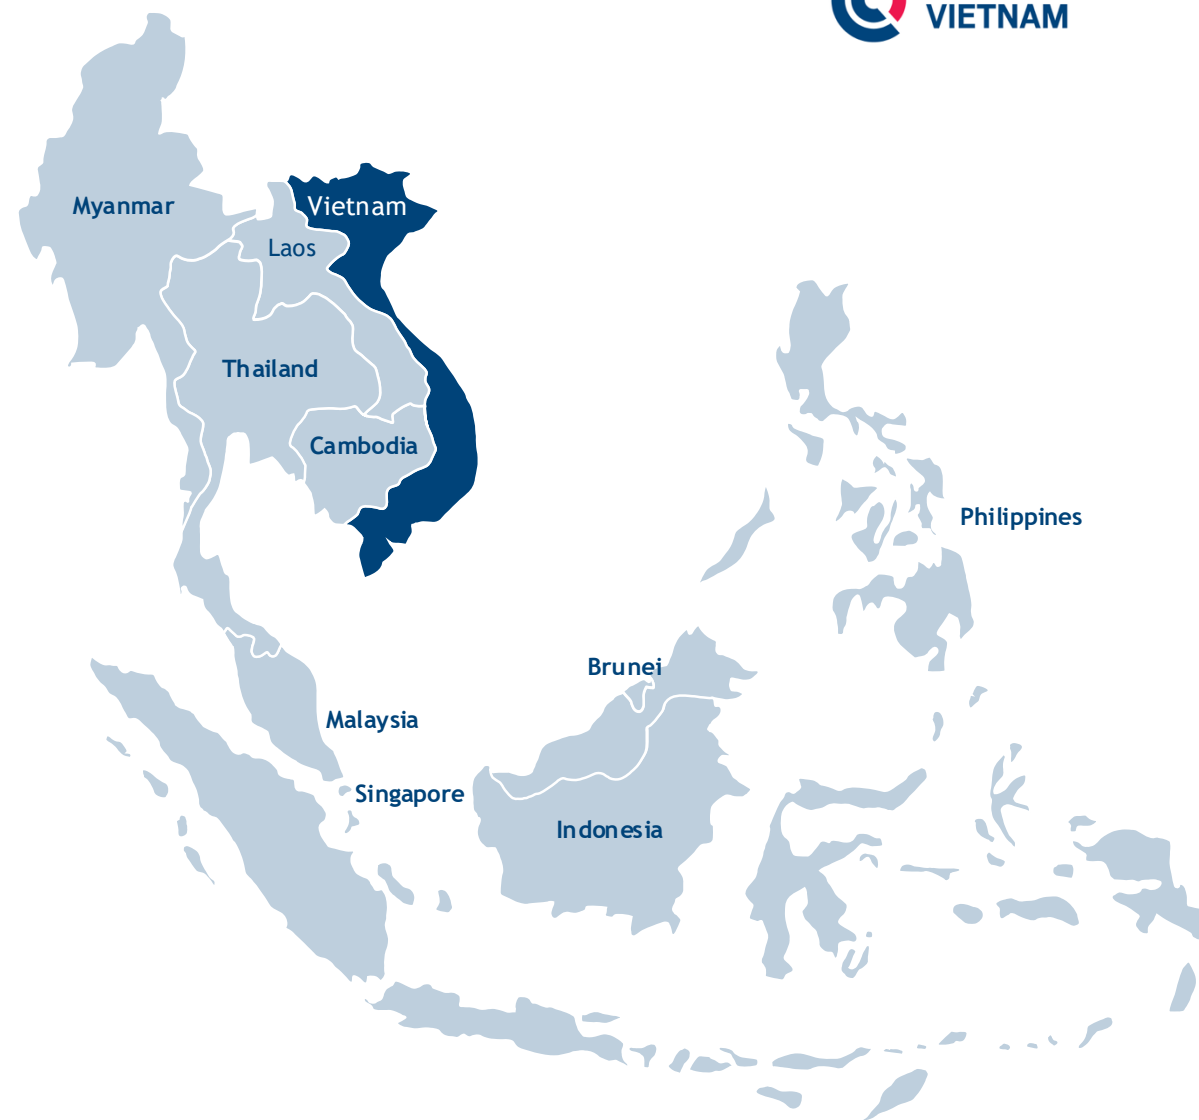 VIETNAM
Vietnam
Myanmar
Laos
Thailand
Cambodia
Philippines
Brunei
Malaysia
Singapore
Indonesia